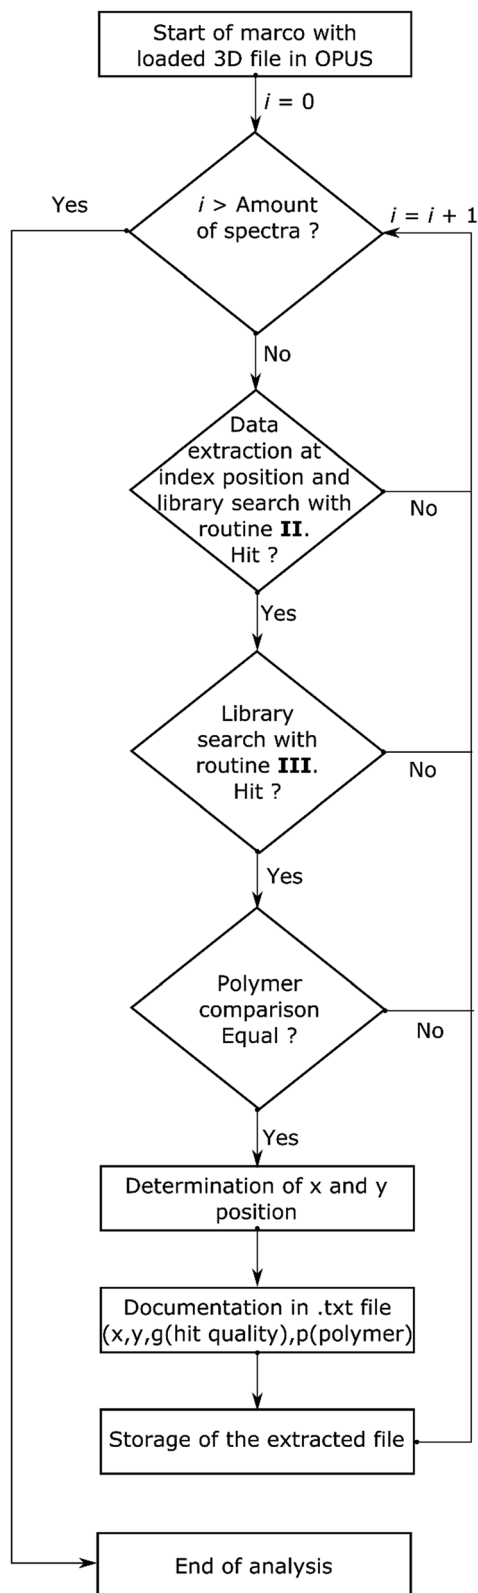 Start of marco with
loaded 3D file in OPUS
i = 0
Yes
i > Amount
of spectra ?
i = i + 1
No
Data
extraction at
index position and
library search with
routine II.
Hit ?
No
Yes
Library
search with
routine III.
Hit ?
No
Yes
Polymer
comparison
Equal ?
No
Yes
Determination of x and y
position
Documentation in .txt file
(x,y,g(hit quality),p(polymer)
Storage of the extracted file
End of analysis